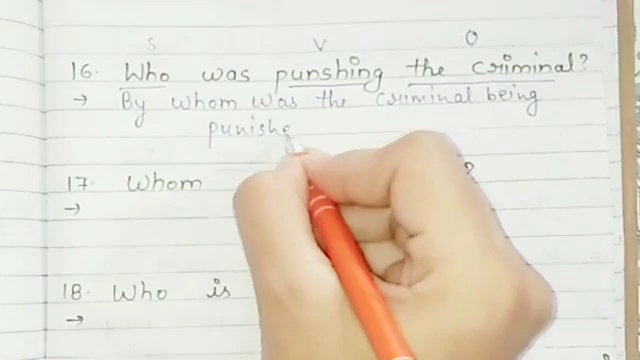 S V O
16. Who was punshing the criminal?
→ By whom was the criminal being
punishe
17. Whom ?
→
18. Who is
→